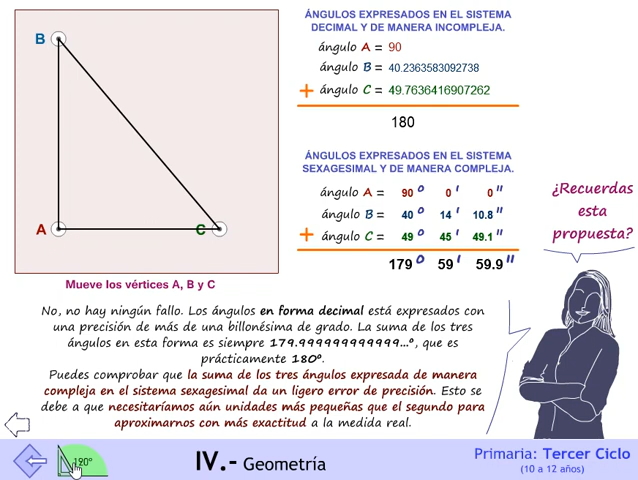 ÁNGULOS EXPRESADOS EN EL SISTEMA
DECIMAL Y DE MANERA INCOMPLEJA.
ángulo A = 90
ángulo B = 40.2363583092738
+ ángulo C = 49.7636416907262
180
B
A
C
Mueve los vértices A, B y C
ÁNGULOS EXPRESADOS EN EL SISTEMA
SEXAGESIMAL Y DE MANERA COMPLEJA.
ángulo A = 90 º 0 ' 0 "
ángulo B = 40 º 14 ' 10.8 "
+ ángulo C = 49 º 45 ' 49.1 "
179 º 59 ' 59.9 "
¿Recuerdas
esta
propuesta?
No, no hay ningún fallo. Los ángulos en forma decimal está expresados con
una precisión de más de una billonésima de grado. La suma de los tres
ángulos en esta forma es siempre 179.999999999999...º, que es
prácticamente 180º.
Puedes comprobar que la suma de los tres ángulos expresada de manera
compleja en el sistema sexagesimal da un ligero error de precisión. Esto se
debe a que necesitaríamos aún unidades más pequeñas que el segundo para
aproximarnos con más exactitud a la medida real.
190º
IV.- Geometría
Primaria: Tercer Ciclo
(10 a 12 años)